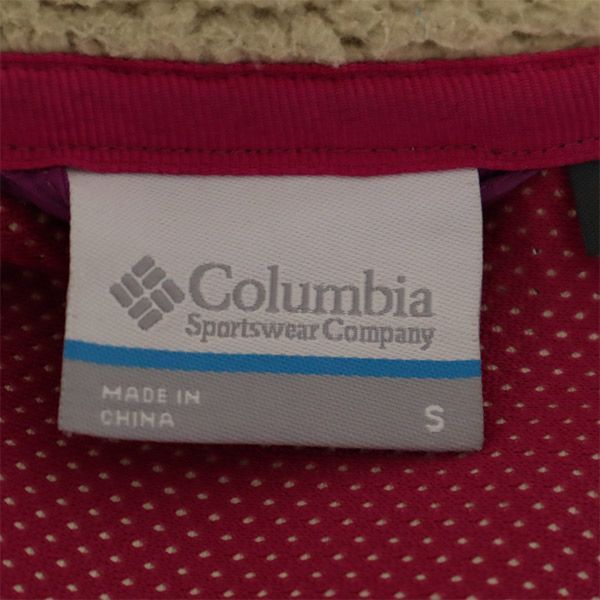 Columbia
Sportswear Company
MADE IN
CHINA
S